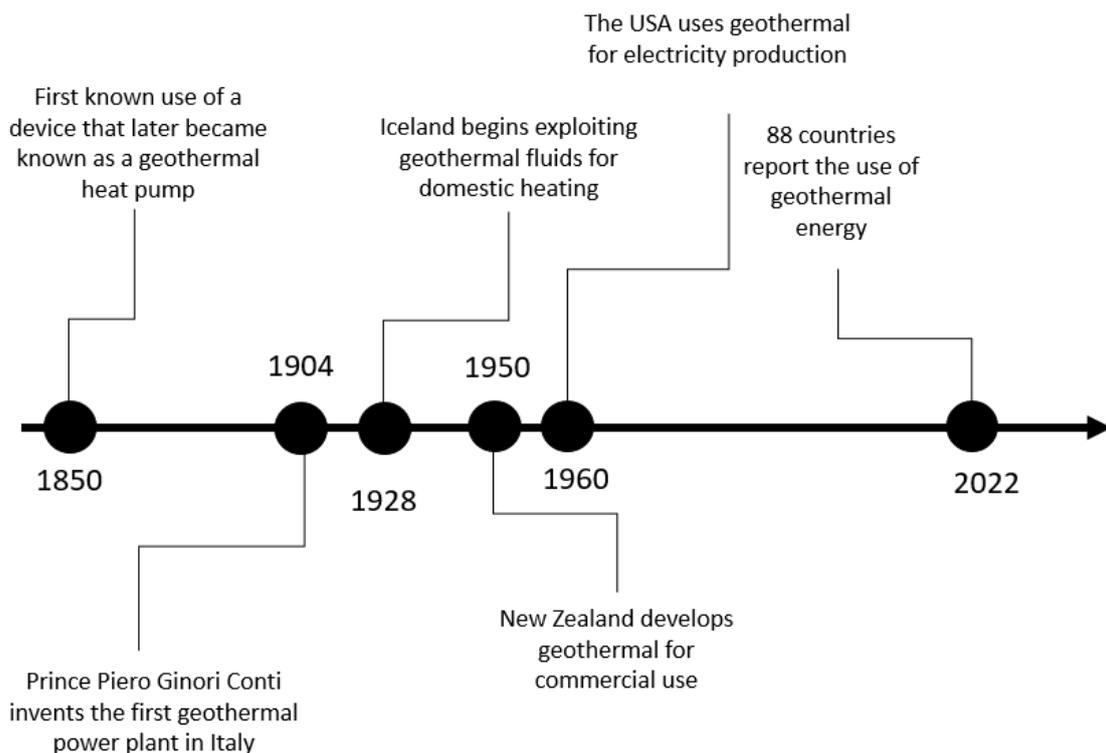 The USA uses geothermal
for electricity production
First known use of a
device that later became
known as a geothermal
heat pump
Iceland begins exploiting
geothermal fluids for
domestic heating
88 countries
report the use of
geothermal
energy
1904
1950
1850
1928
1960
2022
New Zealand develops
geothermal for
commercial use
Prince Piero Ginori Conti
invents the first geothermal
power plant in Italy